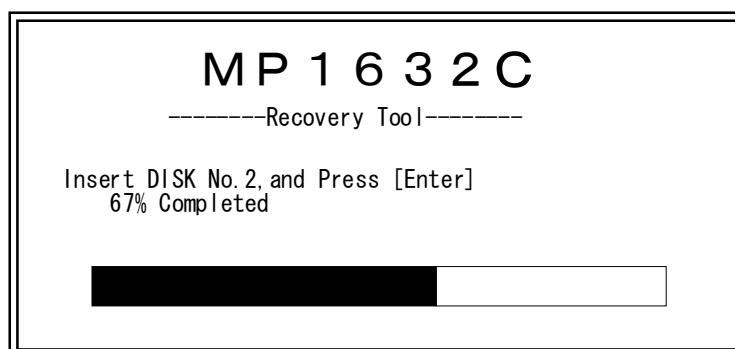 MP1632C
--------Recovery Tool--------
Insert DISK No.2,and Press [Enter]
67% Completed